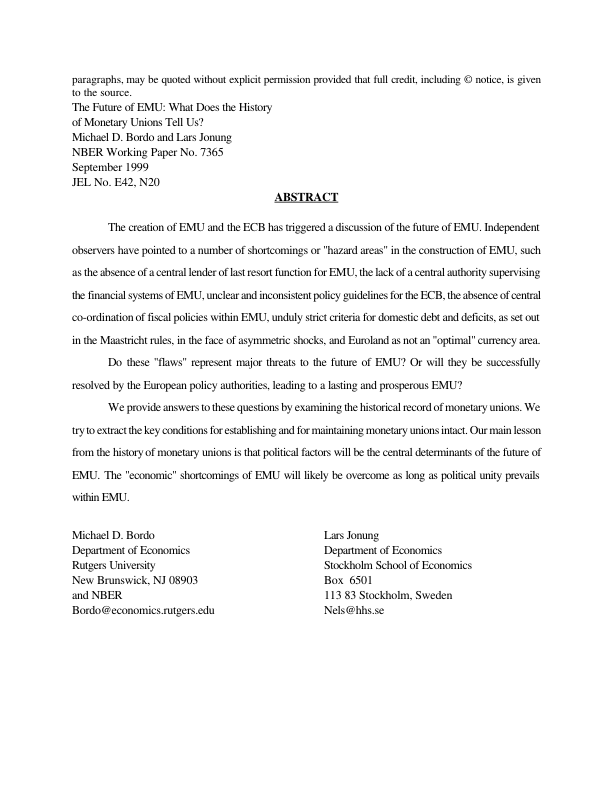 paragraphs, may be quoted without explicit permission provided that full credit, including © notice, is given
to the source.
The Future of EMU: What Does the History
of Monetary Unions Tell Us?
Michael D. Bordo and Lars Jonung
NBER Working Paper No. 7365
September 1999
JEL No. E42, N20
ABSTRACT
The creation of EMU and the ECB has triggered a discussion of the future of EMU. Independent
observers have pointed to a number of shortcomings or "hazard areas" in the construction of EMU, such
as the absence of a central lender of last resort function for EMU, the lack of a central authority supervising
the financial systems of EMU, unclear and inconsistent policy guidelines for the ECB, the absence of central
co-ordination of fiscal policies within EMU, unduly strict criteria for domestic debt and deficits, as set out
in the Maastricht rules, in the face of asymmetric shocks, and Euroland as not an "optimal" currency area.
Do these "flaws" represent major threats to the future of EMU? Or will they be successfully
resolved by the European policy authorities, leading to a lasting and prosperous EMU?
We provide answers to these questions by examining the historical record of monetary unions. We
try to extract the key conditions for establishing and for maintaining monetary unions intact. Our main lesson
from the history of monetary unions is that political factors will be the central determinants of the future of
EMU. The "economic" shortcomings of EMU will likely be overcome as long as political unity prevails
within EMU.
Michael D. Bordo
Department of Economics
Rutgers University
New Brunswick, NJ 08903
and NBER
Bordo@economics.rutgers.edu
Lars Jonung
Department of Economics
Stockholm School of Economics
Box 6501
113 83 Stockholm, Sweden
Nels@hhs.se